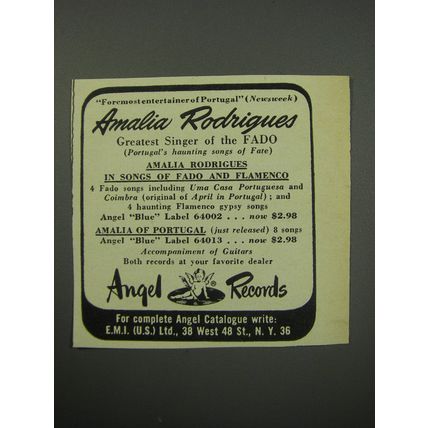 "Foremost entertainer of Portugal" (Newsweek)
Amalia Rodrigues
Greatest Singer of the FADO
(Portugal's haunting songs of Fate)
AMALIA RODRIGUES
IN SONGS OF FADO AND FLAMENCO
4 Fado songs including Uma Casa Portuguesa and
Coimbra (original of April in Portugal); and
4 haunting Flamenco gypsy songs
Angel "Blue" Label 64002 . . . now $2.98
AMALIA OF PORTUGAL (just released) 8 songs
Angel "Blue" Label 64013 . . . now $2.98
Accompaniment of Guitars
Both records at your favorite dealer
Angel ® Records
For complete Angel Catalogue write:
E.M.I. (U.S.) Ltd., 38 West 48 St., N. Y. 36